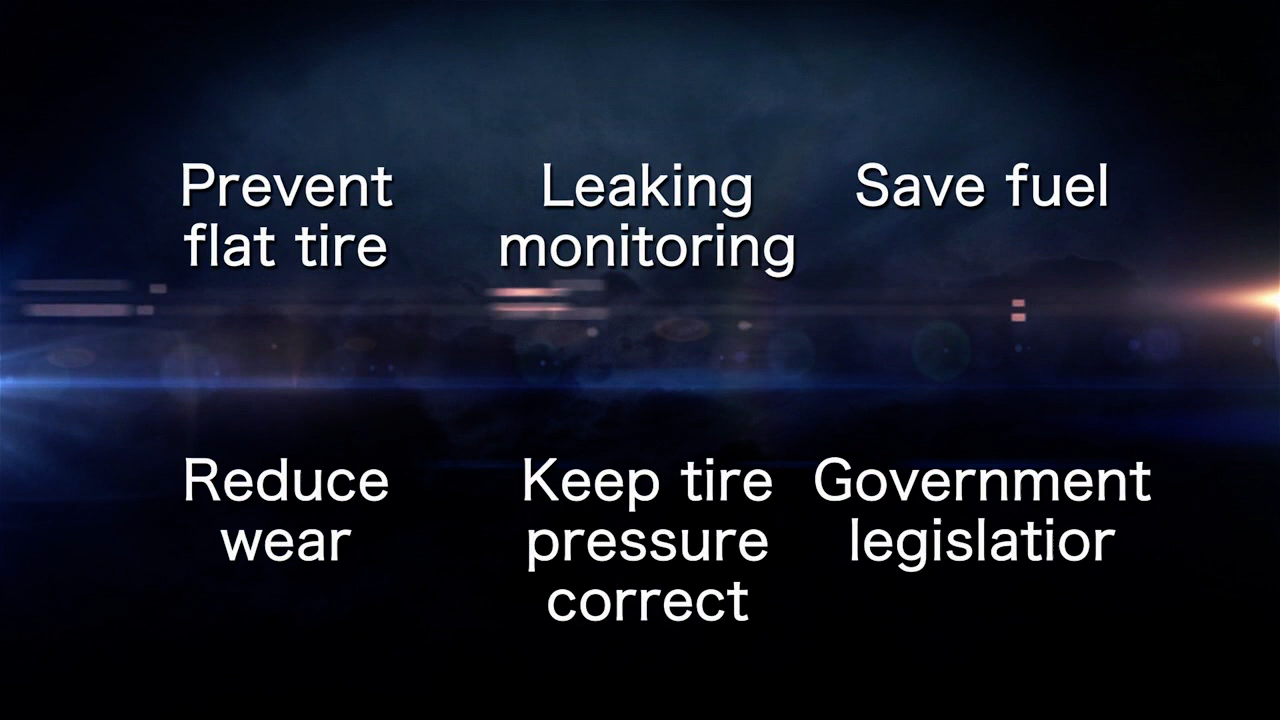 Prevent
flat tire
Leaking
monitoring
Save fuel
Reduce
wear
Keep tire
pressure
correct
Government
legislatior